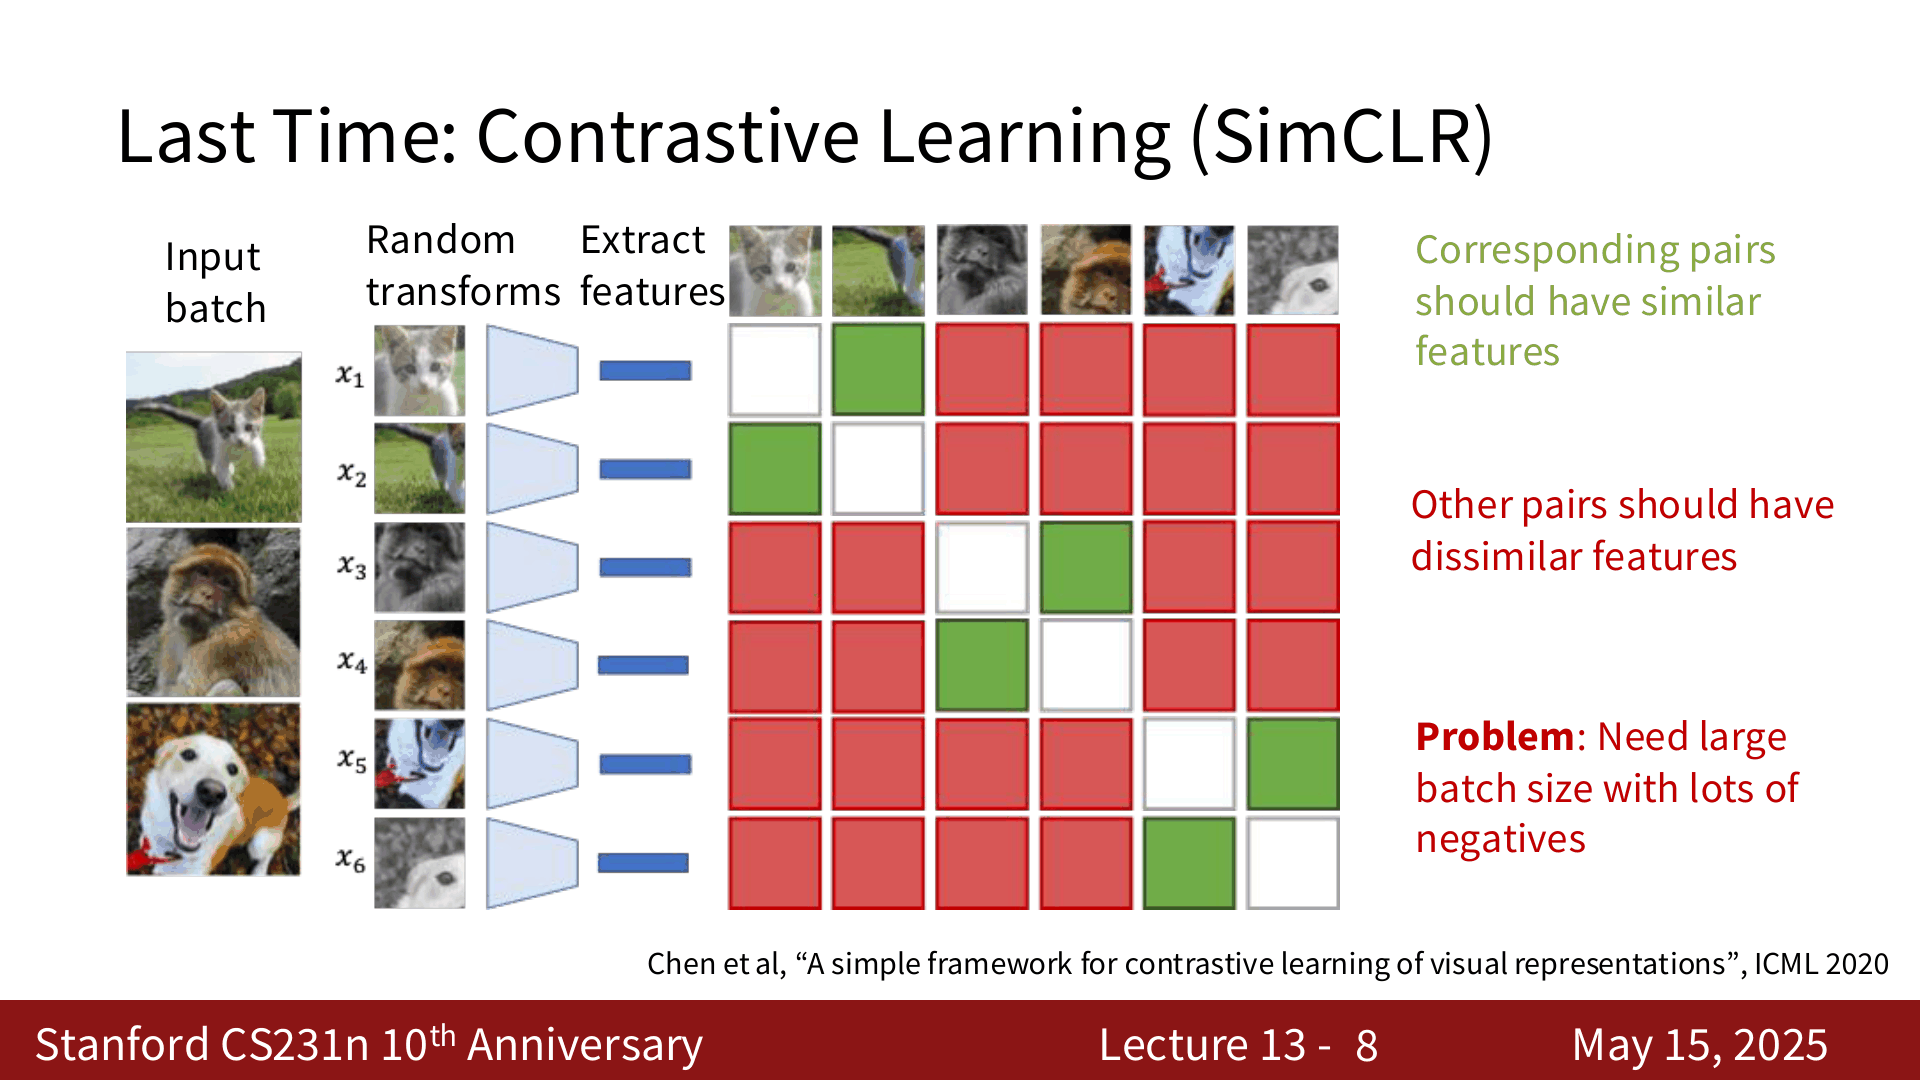 Last Time: Contrastive Learning (SimCLR)
Input
batch
Random
transforms
Extract
features
x1
x2
x3
x4
x5
x6
Corresponding pairs
should have similar
features
Other pairs should have
dissimilar features
Problem: Need large
batch size with lots of
negatives
Chen et al, “A simple framework for contrastive learning of visual representations”, ICML 2020
Stanford CS231n 10th Anniversary
Lecture 13 - 8
May 15, 2025